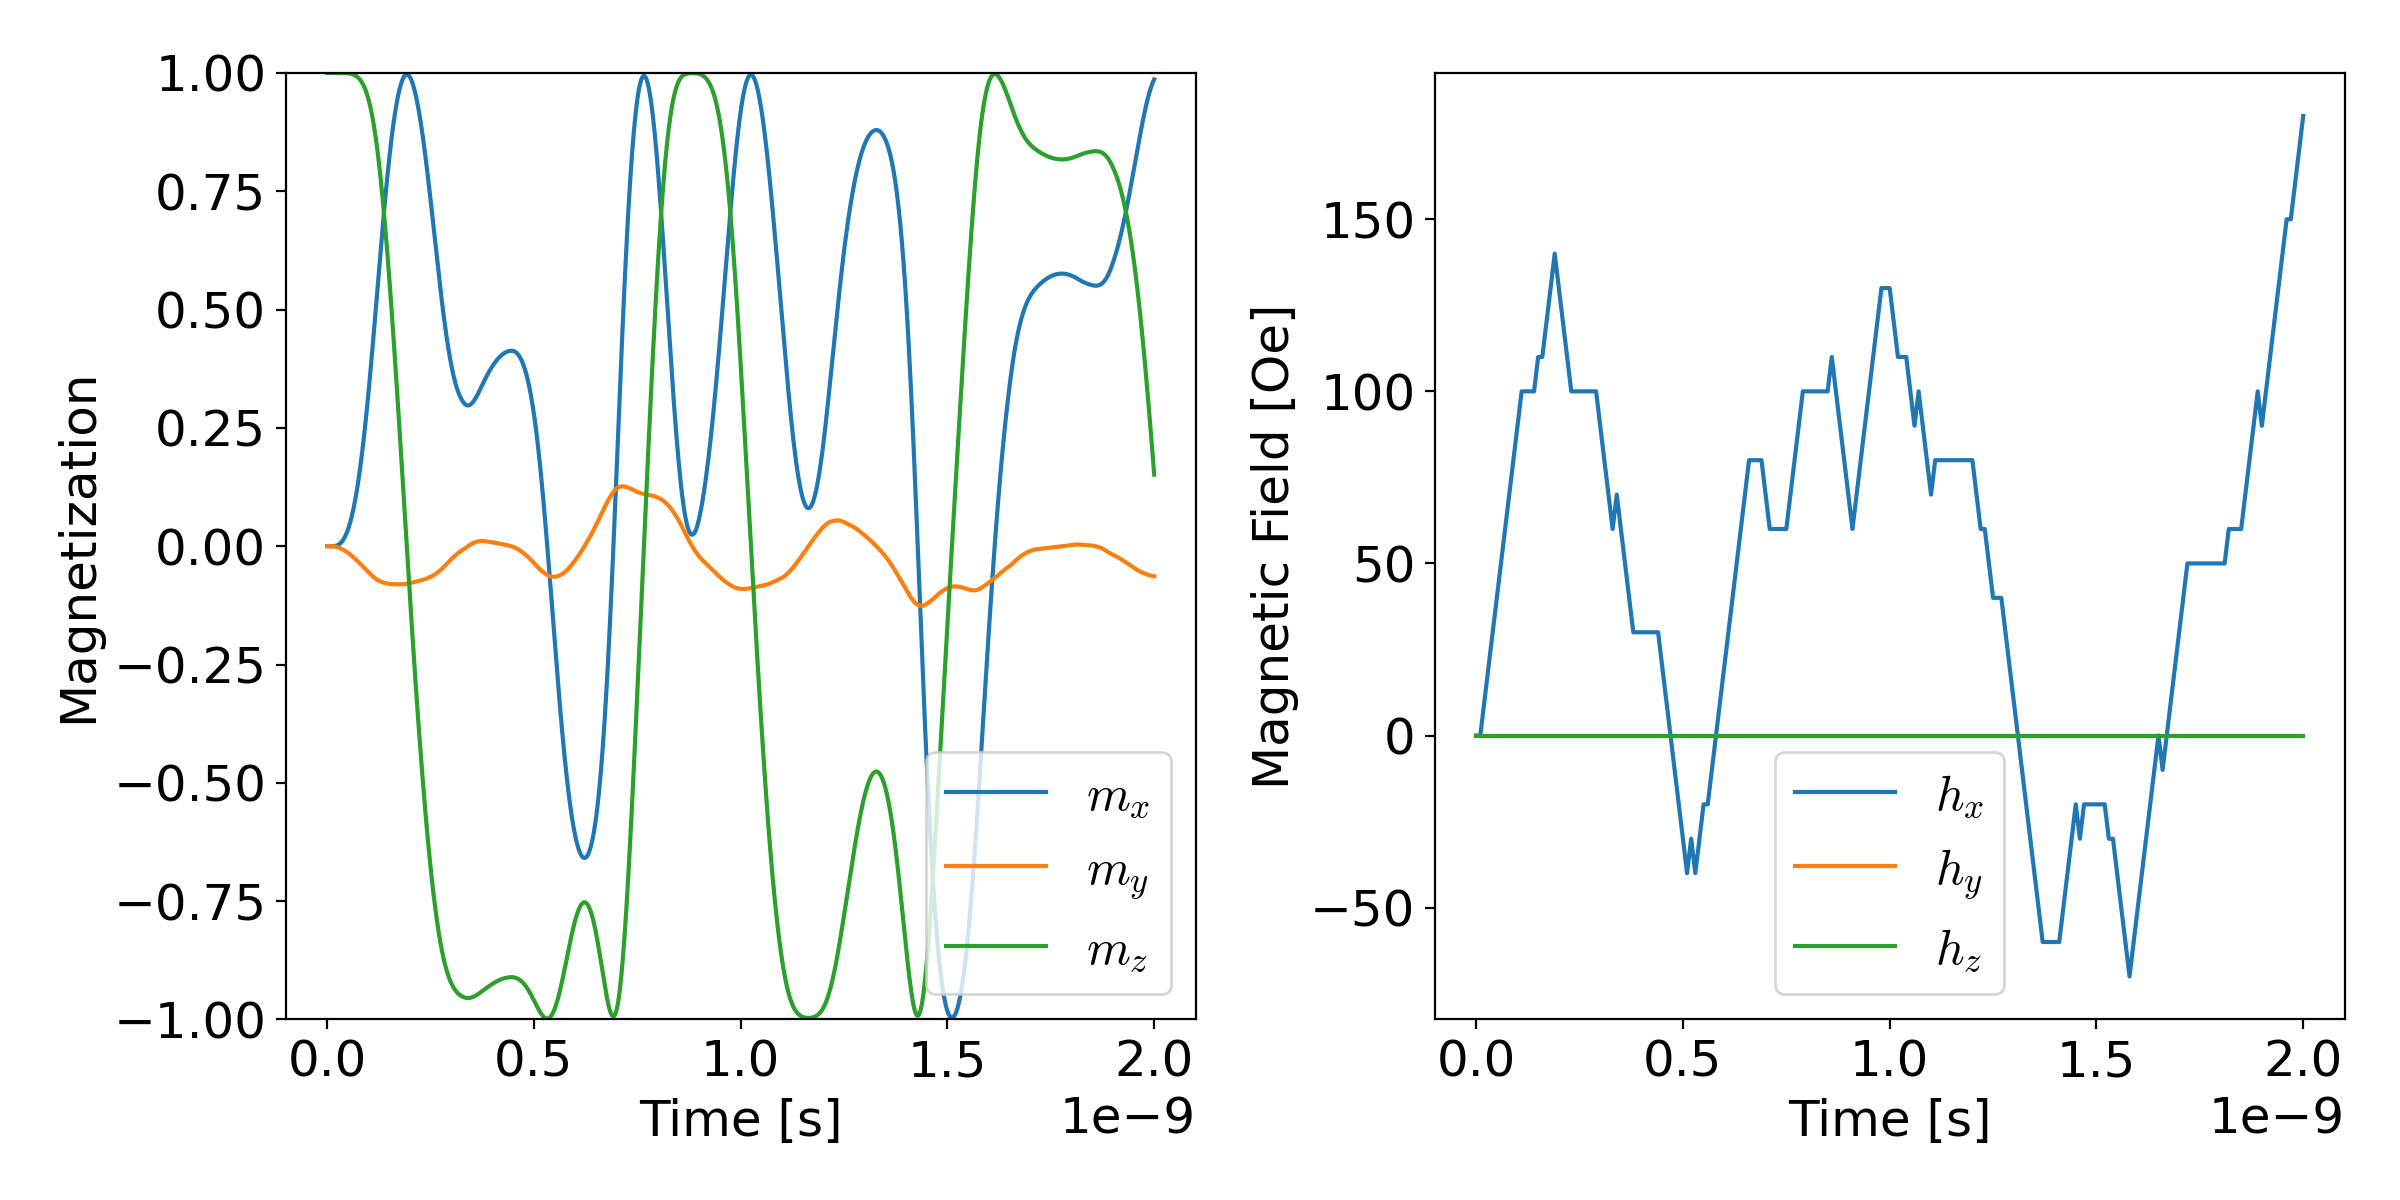 Magnetization
1.00
0.75
0.50
0.25
0.00
−0.25
−0.50
−0.75
−1.00
0.0 0.5 1.0 1.5 2.0
Time [s]
1e−9
m_x
m_y
m_z
Magnetic Field [Oe]
150
100
50
0
−50
0.0 0.5 1.0 1.5 2.0
Time [s]
1e−9
h_x
h_y
h_z